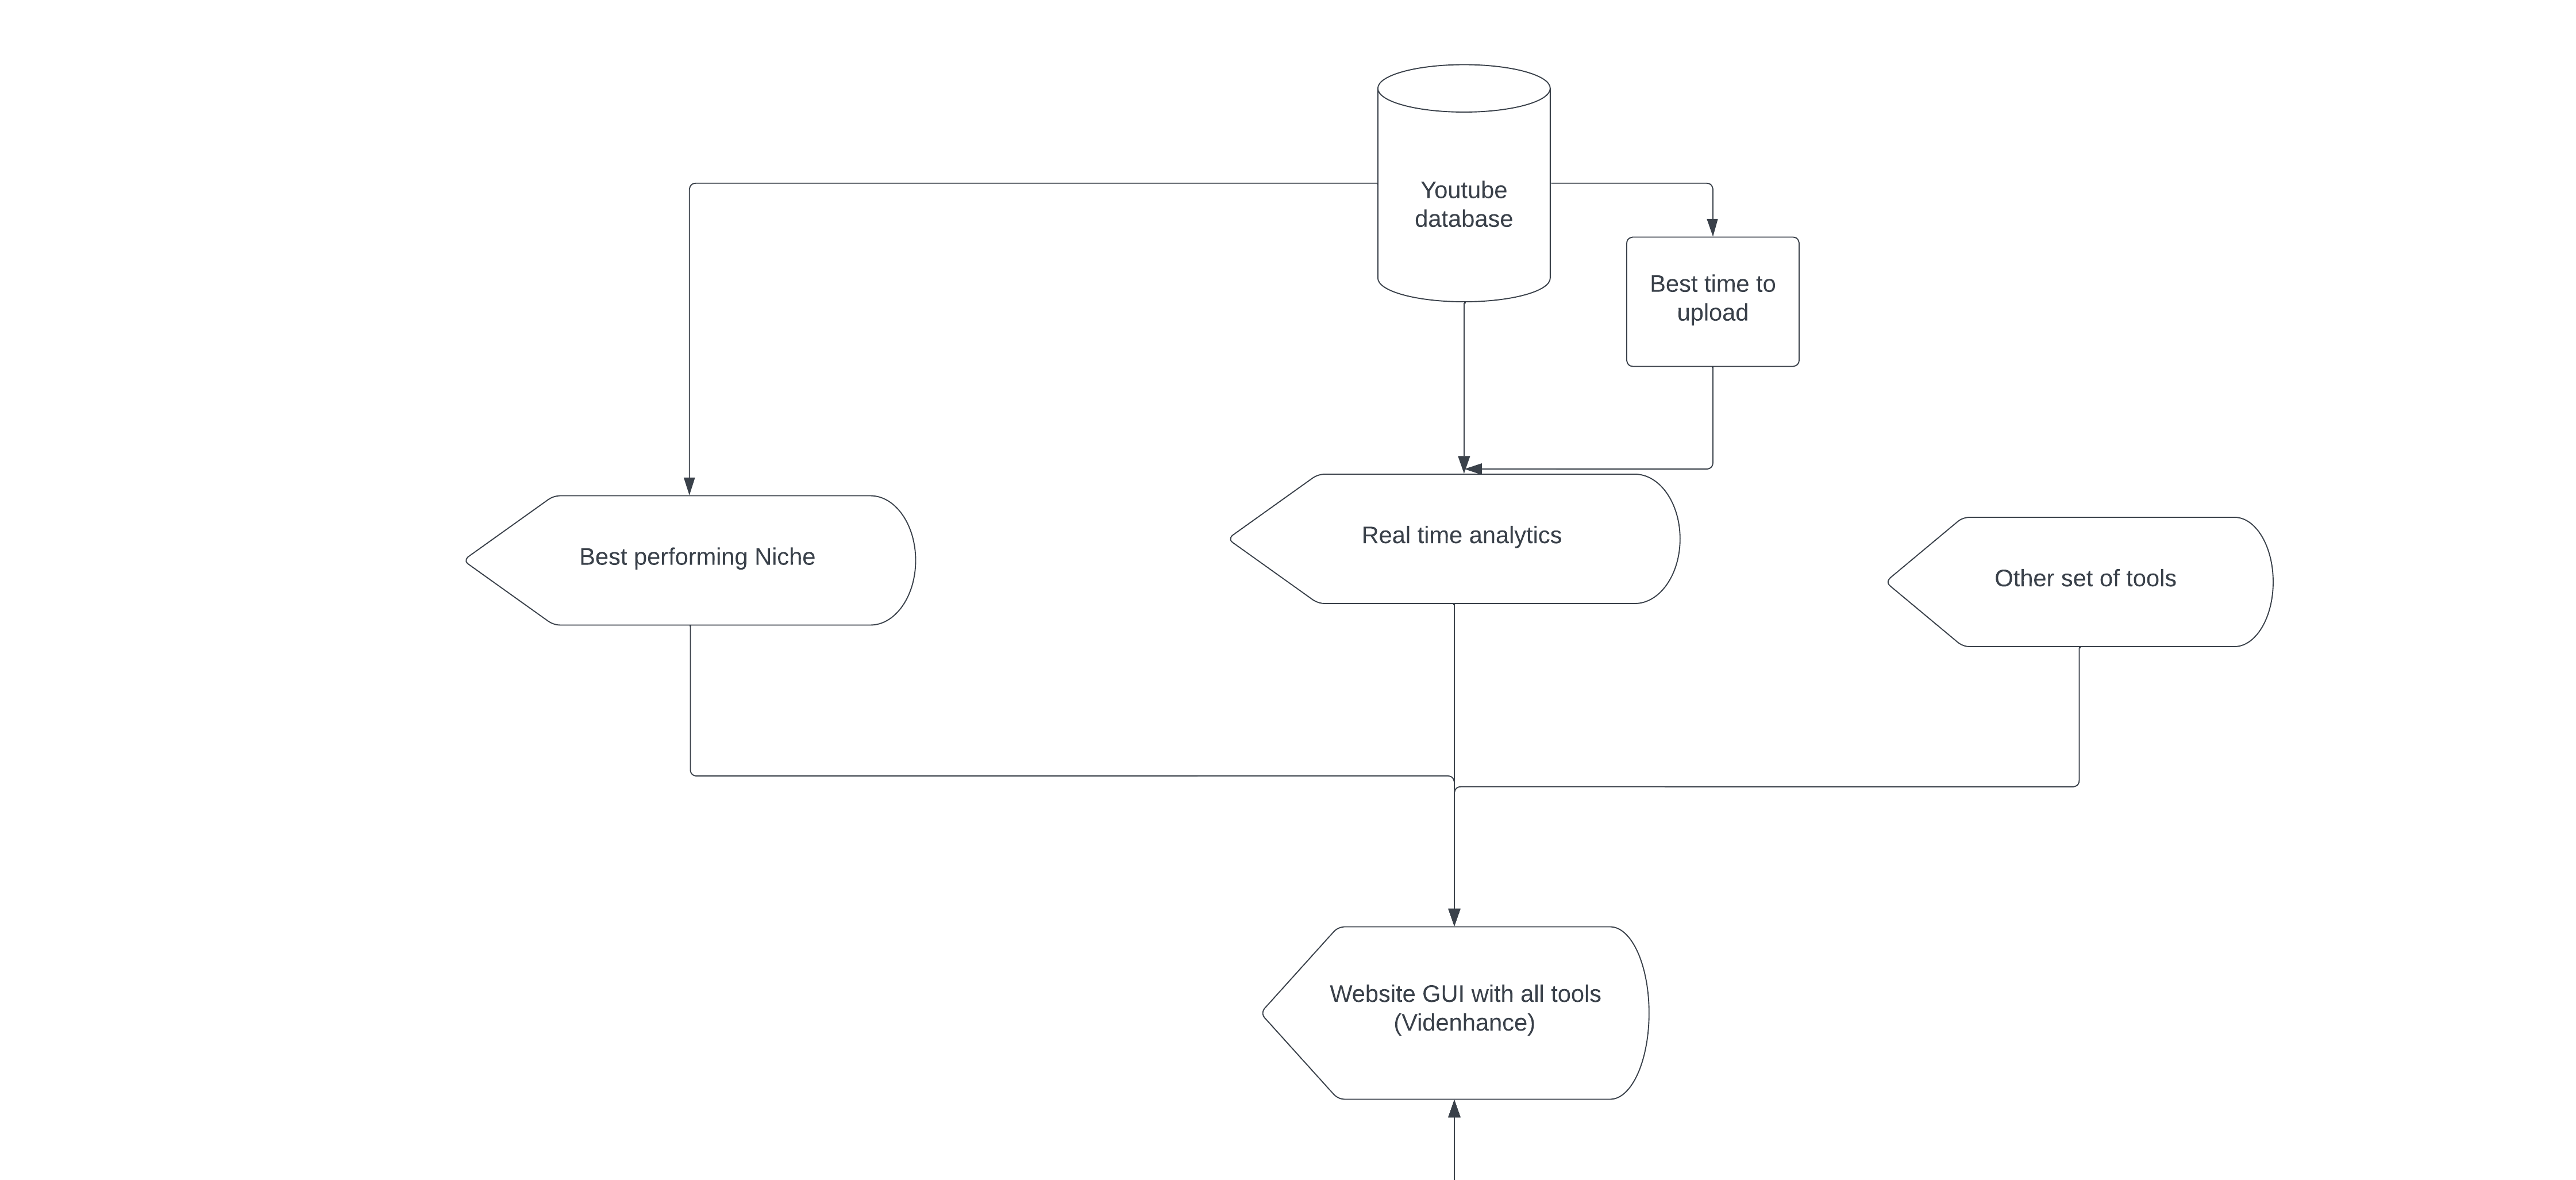 Youtube
database
Best time to
upload
Best performing Niche
Real time analytics
Other set of tools
Website GUI with all tools
(Videnhance)